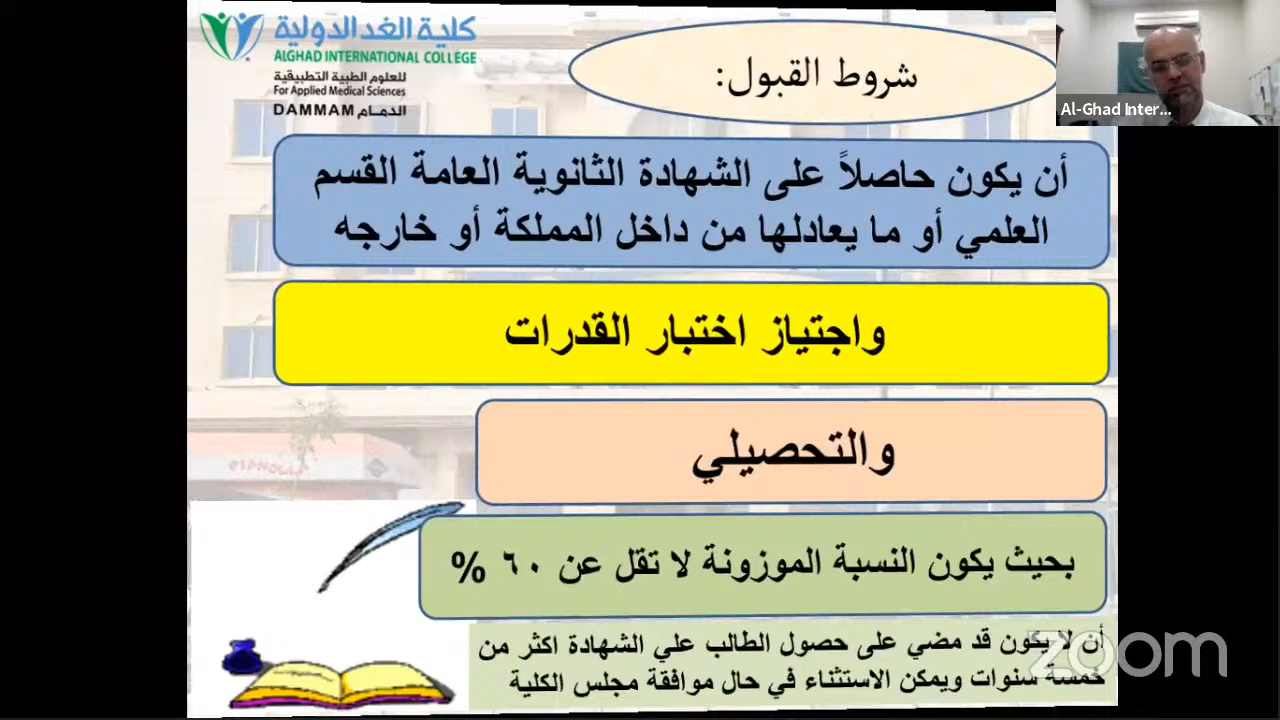 كلية الغد الدولية
ALGHAD INTERNATIONAL COLLEGE
للعلوم الطبية التطبيقية
For Applied Medical Sciences
DAMMAM الدمام
شروط القبول:
Al-Ghad Inter...
أن يكون حاصلاً على الشهادة الثانوية العامة القسم
العلمي أو ما يعادلها من داخل المملكة أو خارجه
واجتياز اختبار القدرات
والتحصيلي
بحيث يكون النسبة الموزونة لا تقل عن ٦٠ %
أن لا يكون قد مضي على حصول الطالب علي الشهادة اكثر من
خمسة سنوات ويمكن الاستثناء في حال موافقة مجلس الكلية
zoom